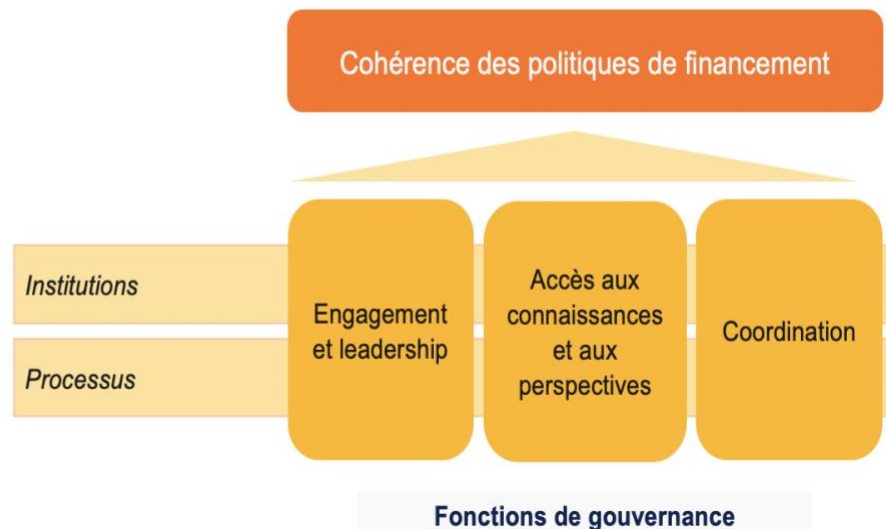 Cohérence des politiques de financement
Institutions
Processus
Engagement
et leadership
Accès aux
connaissances
et aux
perspectives
Coordination
Fonctions de gouvernance